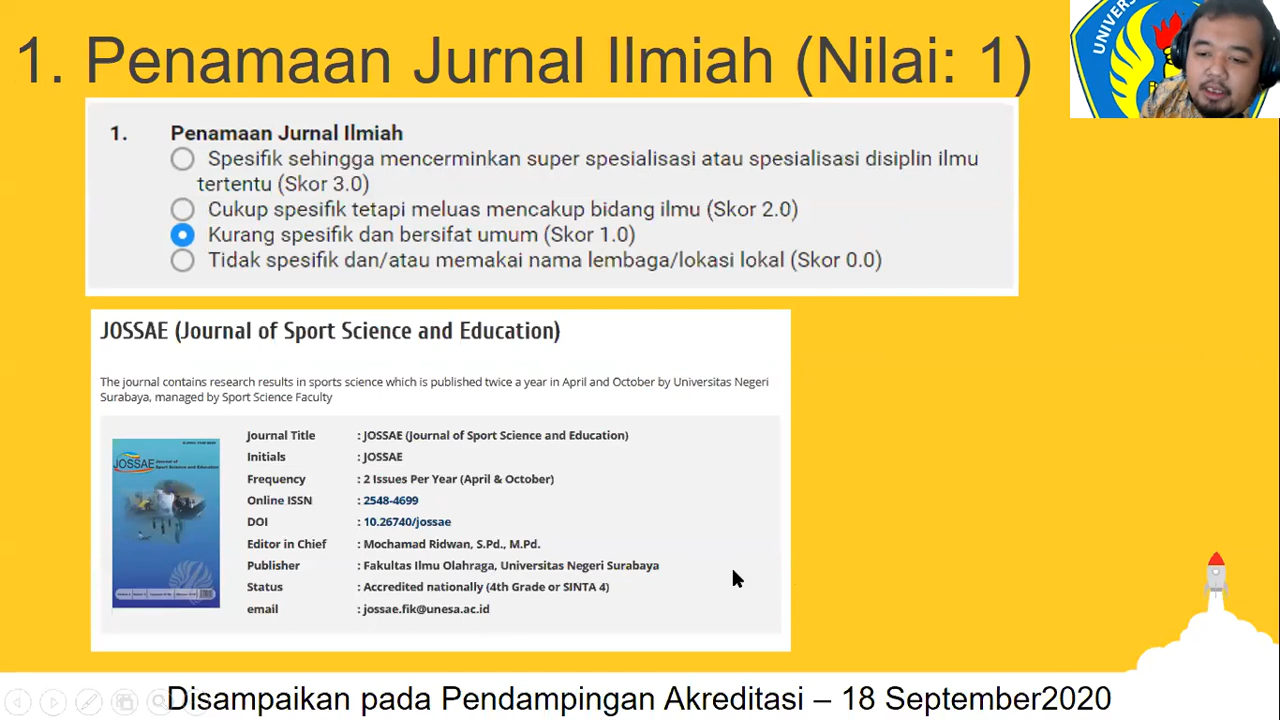 1. Penamaan Jurnal Ilmiah (Nilai: 1)
UNIVERS
1. Penamaan Jurnal Ilmiah
Spesifik sehingga mencerminkan super spesialisasi atau spesialisasi disiplin ilmu
tertentu (Skor 3.0)
Cukup spesifik tetapi meluas mencakup bidang ilmu (Skor 2.0)
Kurang spesifik dan bersifat umum (Skor 1.0)
Tidak spesifik dan/atau memakai nama lembaga/lokasi lokal (Skor 0.0)
JOSSAE (Journal of Sport Science and Education)
The journal contains research results in sports science which is published twice a year in April and October by Universitas Negeri
Surabaya, managed by Sport Science Faculty
JOSSAE Journal of
Sport Science and Education
Journal Title : JOSSAE (Journal of Sport Science and Education)
Initials : JOSSAE
Frequency : 2 Issues Per Year (April & October)
Online ISSN : 2548-4699
DOI : 10.26740/jossae
Editor in Chief : Mochamad Ridwan, S.Pd., M.Pd.
Publisher : Fakultas Ilmu Olahraga, Universitas Negeri Surabaya
Status : Accredited nationally (4th Grade or SINTA 4)
email : jossae.fik@unesa.ac.id
Disampaikan pada Pendampingan Akreditasi – 18 September2020